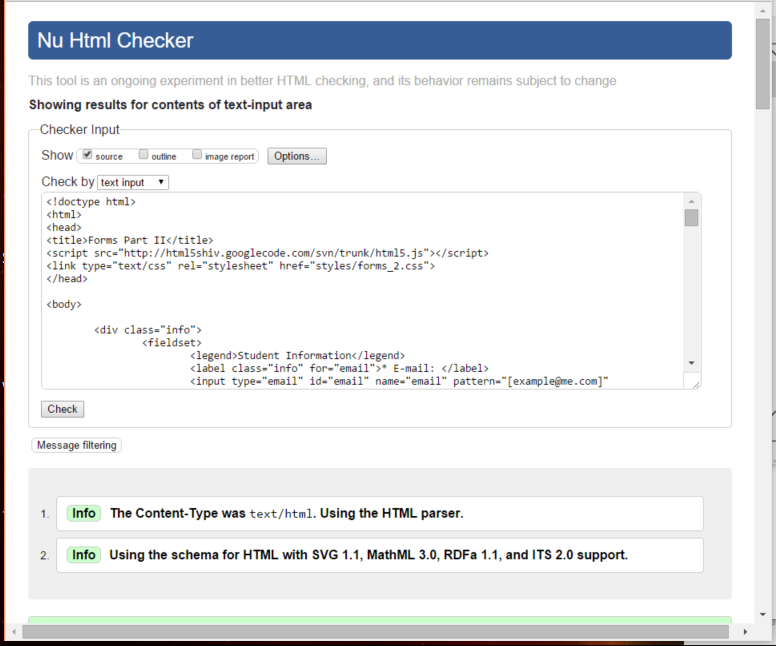 Nu Html Checker
This tool is an ongoing experiment in better HTML checking, and its behavior remains subject to change
Showing results for contents of text-input area
Checker Input
Show source outline image report Options...
Check by text input
<!doctype html>
<html>
<head>
<title>Forms Part II</title>
<script src="http://html5shiv.googlecode.com/svn/trunk/html5.js"></script>
<link type="text/css" rel="stylesheet" href="styles/forms_2.css">
</head>
<body>
<div class="info">
<fieldset>
<legend>Student Information</legend>
<label class="info" for="email">* E-mail: </label>
<input type="email" id="email" name="email" pattern="[example@me.com]"
Check
Message filtering
1. Info The Content-Type was text/html. Using the HTML parser.
2. Info Using the schema for HTML with SVG 1.1, MathML 3.0, RDFa 1.1, and ITS 2.0 support.